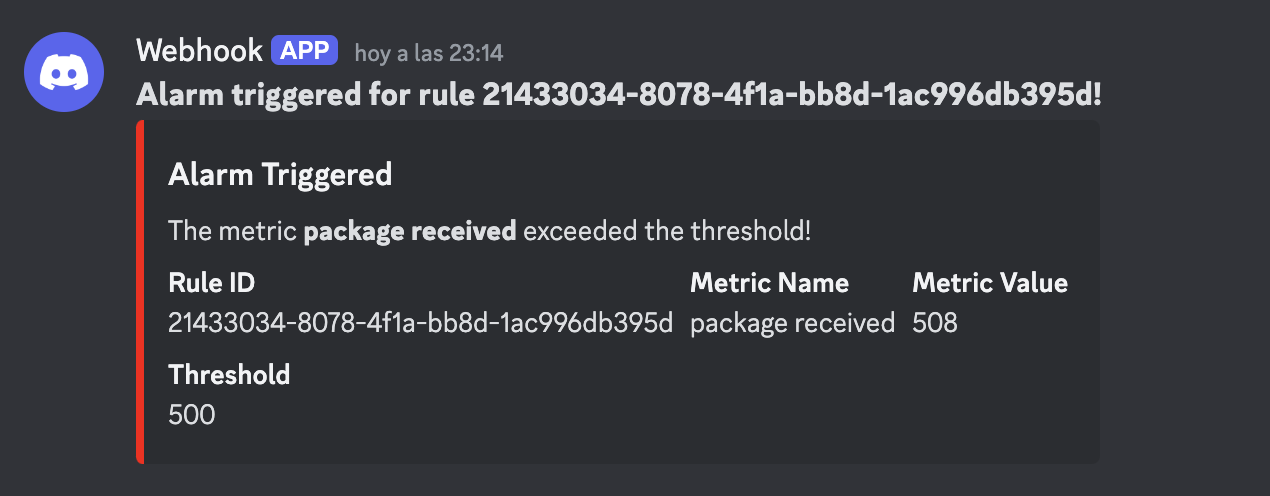 Webhook APP hoy a las 23:14
Alarm triggered for rule 21433034-8078-4f1a-bb8d-1ac996db395d!
Alarm Triggered
The metric package received exceeded the threshold!
Rule ID Metric Name Metric Value
21433034-8078-4f1a-bb8d-1ac996db395d package received 508
Threshold
500